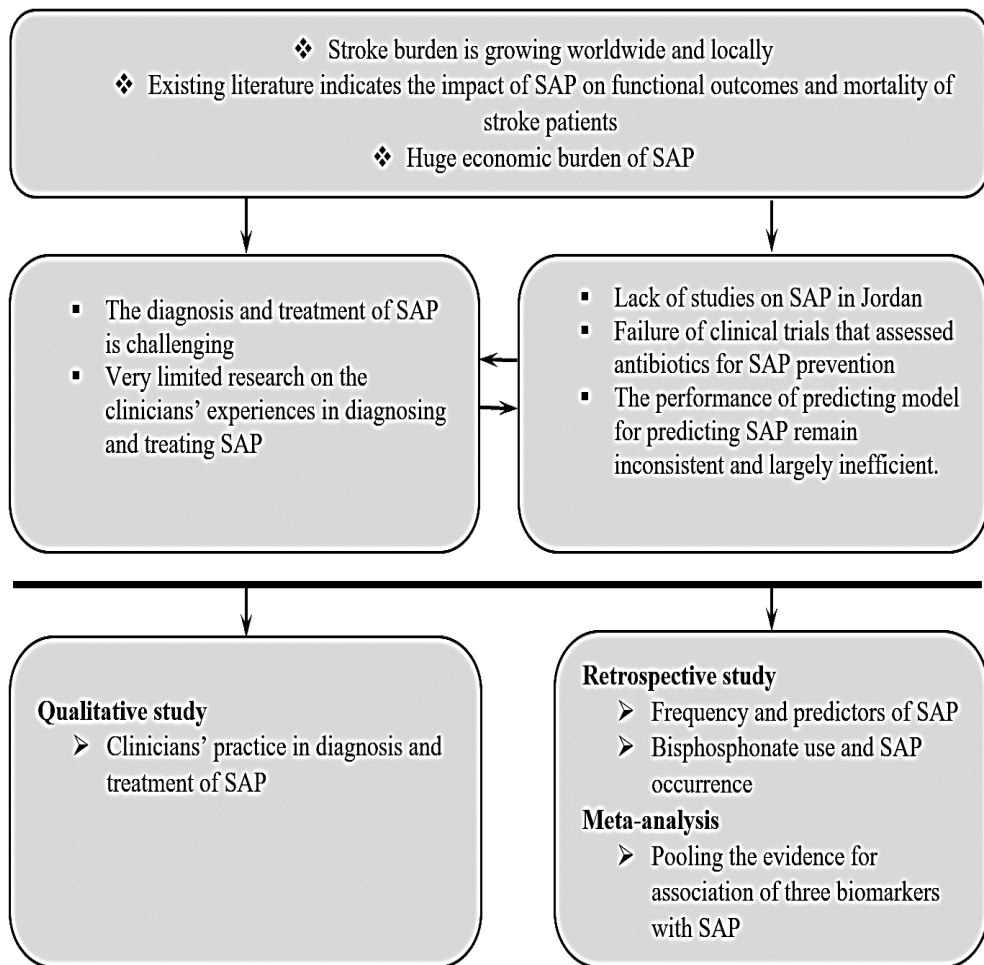 ❖ Stroke burden is growing worldwide and locally
❖ Existing literature indicates the impact of SAP on functional outcomes and mortality of
stroke patients
❖ Huge economic burden of SAP
▪ The diagnosis and treatment of SAP
is challenging
▪ Very limited research on the
clinicians’ experiences in diagnosing
and treating SAP
▪ Lack of studies on SAP in Jordan
▪ Failure of clinical trials that assessed
antibiotics for SAP prevention
▪ The performance of predicting model
for predicting SAP remain
inconsistent and largely inefficient.
Qualitative study
➢ Clinicians’ practice in diagnosis and
treatment of SAP
Retrospective study
➢ Frequency and predictors of SAP
➢ Bisphosphonate use and SAP
occurrence
Meta-analysis
➢ Pooling the evidence for
association of three biomarkers
with SAP